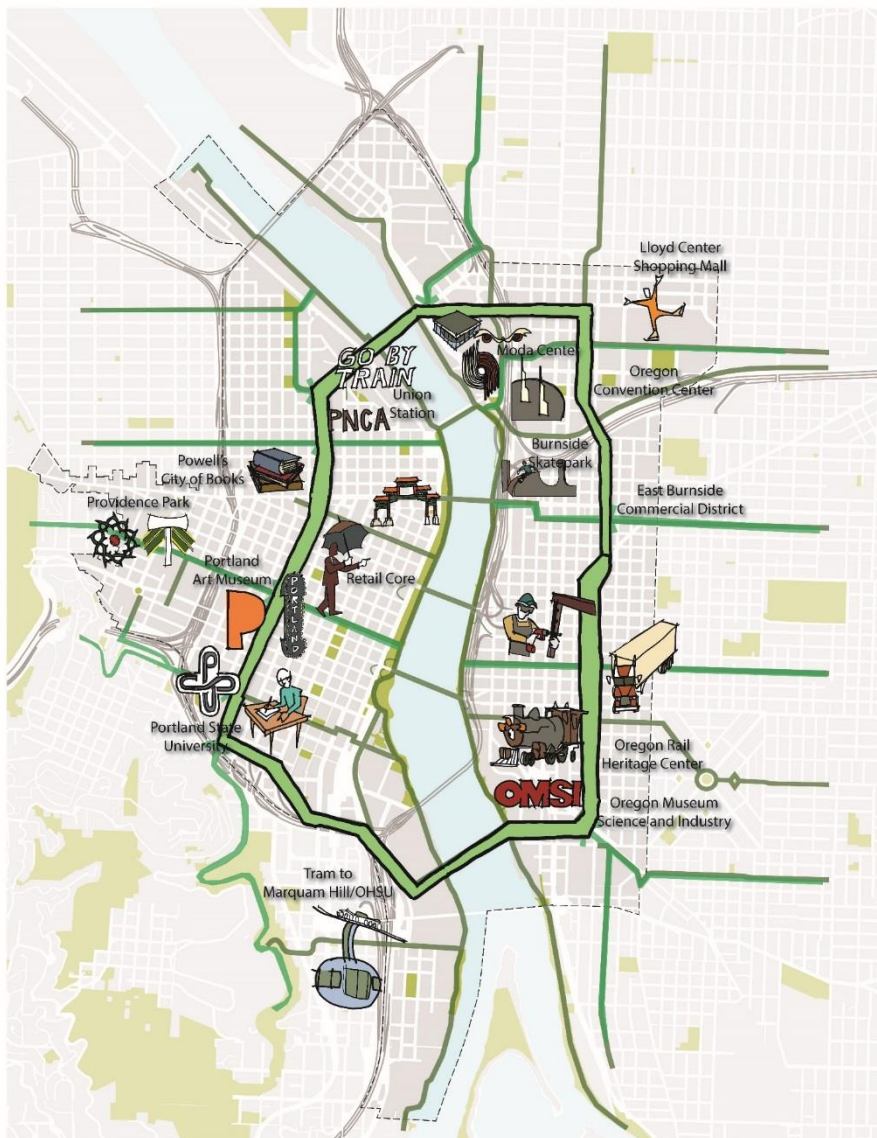 Lloyd Center
Shopping Mall
GO BY
TRAIN
Moda Center
Union
Station
Oregon
Convention Center
PNCA
Powell's
City of Books
Burnside
Skatepark
Providence Park
East Burnside
Commercial District
Portland
Art Museum
Retail Core
PORTLAND
P
Portland State
University
Oregon Rail
Heritage Center
OMSI
Oregon Museum
Science and Industry
Tram to
Marquam Hill/OHSU